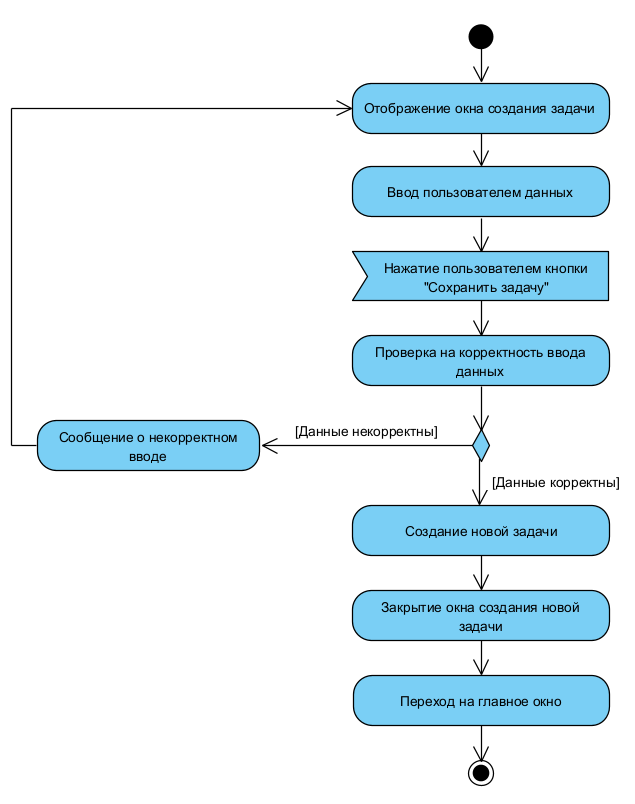 Отображение окна создания задачи
Ввод пользователем данных
Нажатие пользователем кнопки
"Сохранить задачу"
Проверка на корректность ввода
данных
[Данные некорректны]
Сообщение о некорректном
вводе
[Данные корректны]
Создание новой задачи
Закрытие окна создания новой
задачи
Переход на главное окно